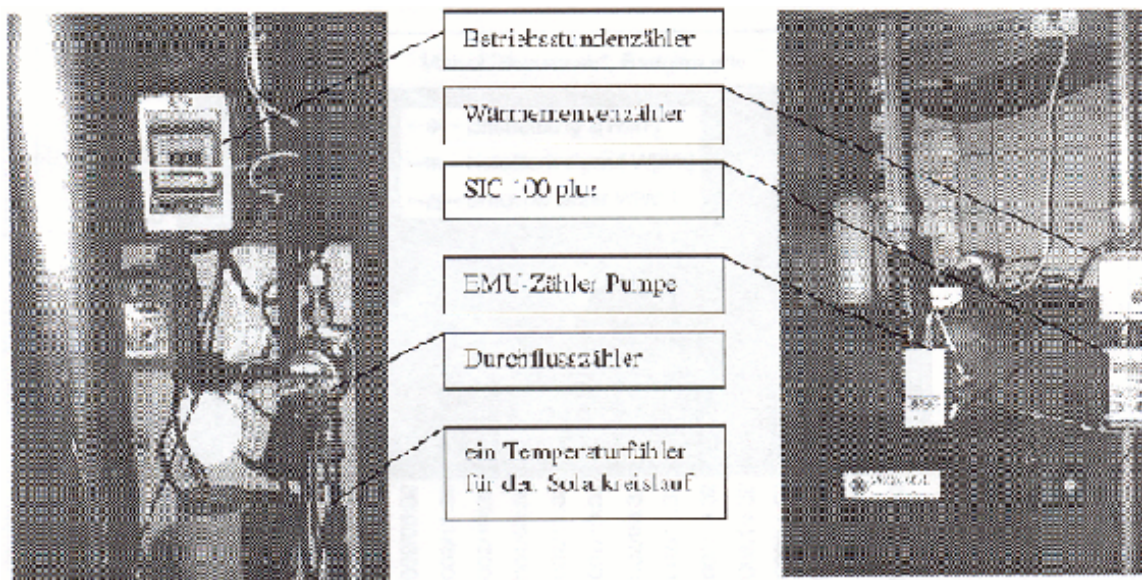 Betriebsstundenzähler
Wärmemengenzähler
SIC 100 plus
EMU-Zähler Pumpe
Durchflusszähler
ein Temperaturfühler
für den Solarkreislauf